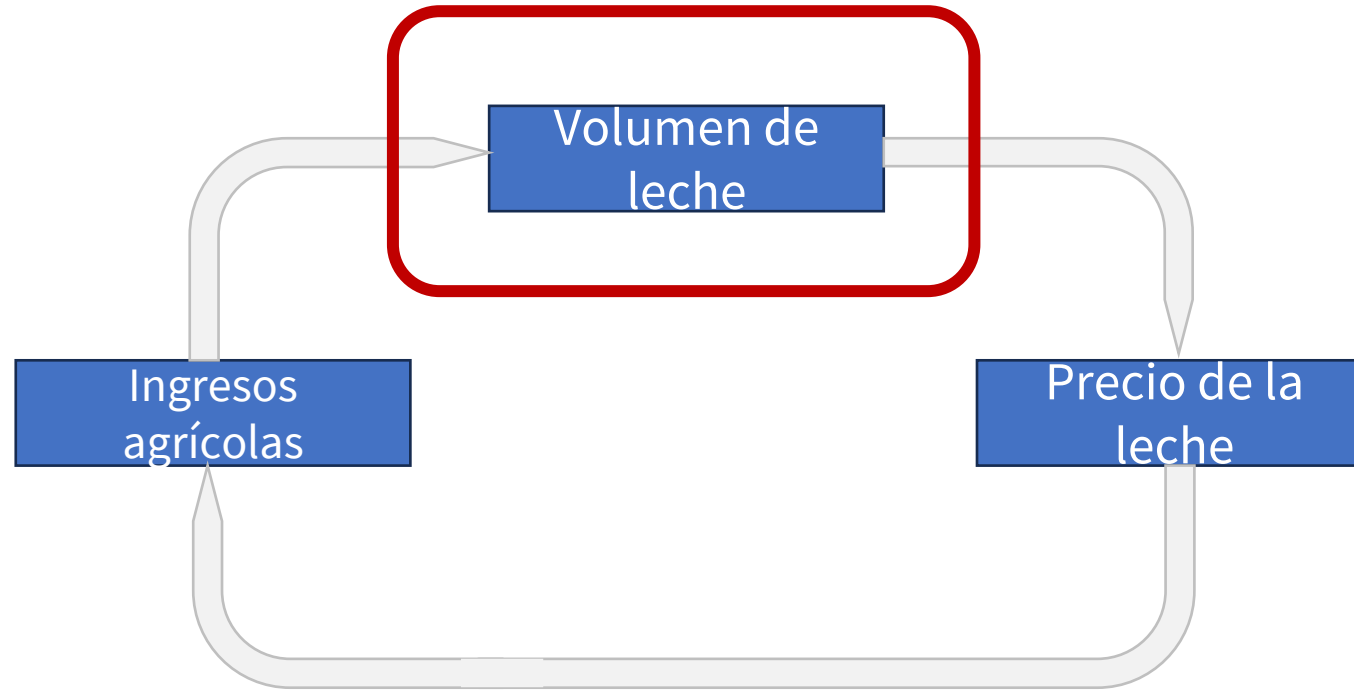 Volumen de
leche
Ingresos
agrícolas
Precio de la
leche